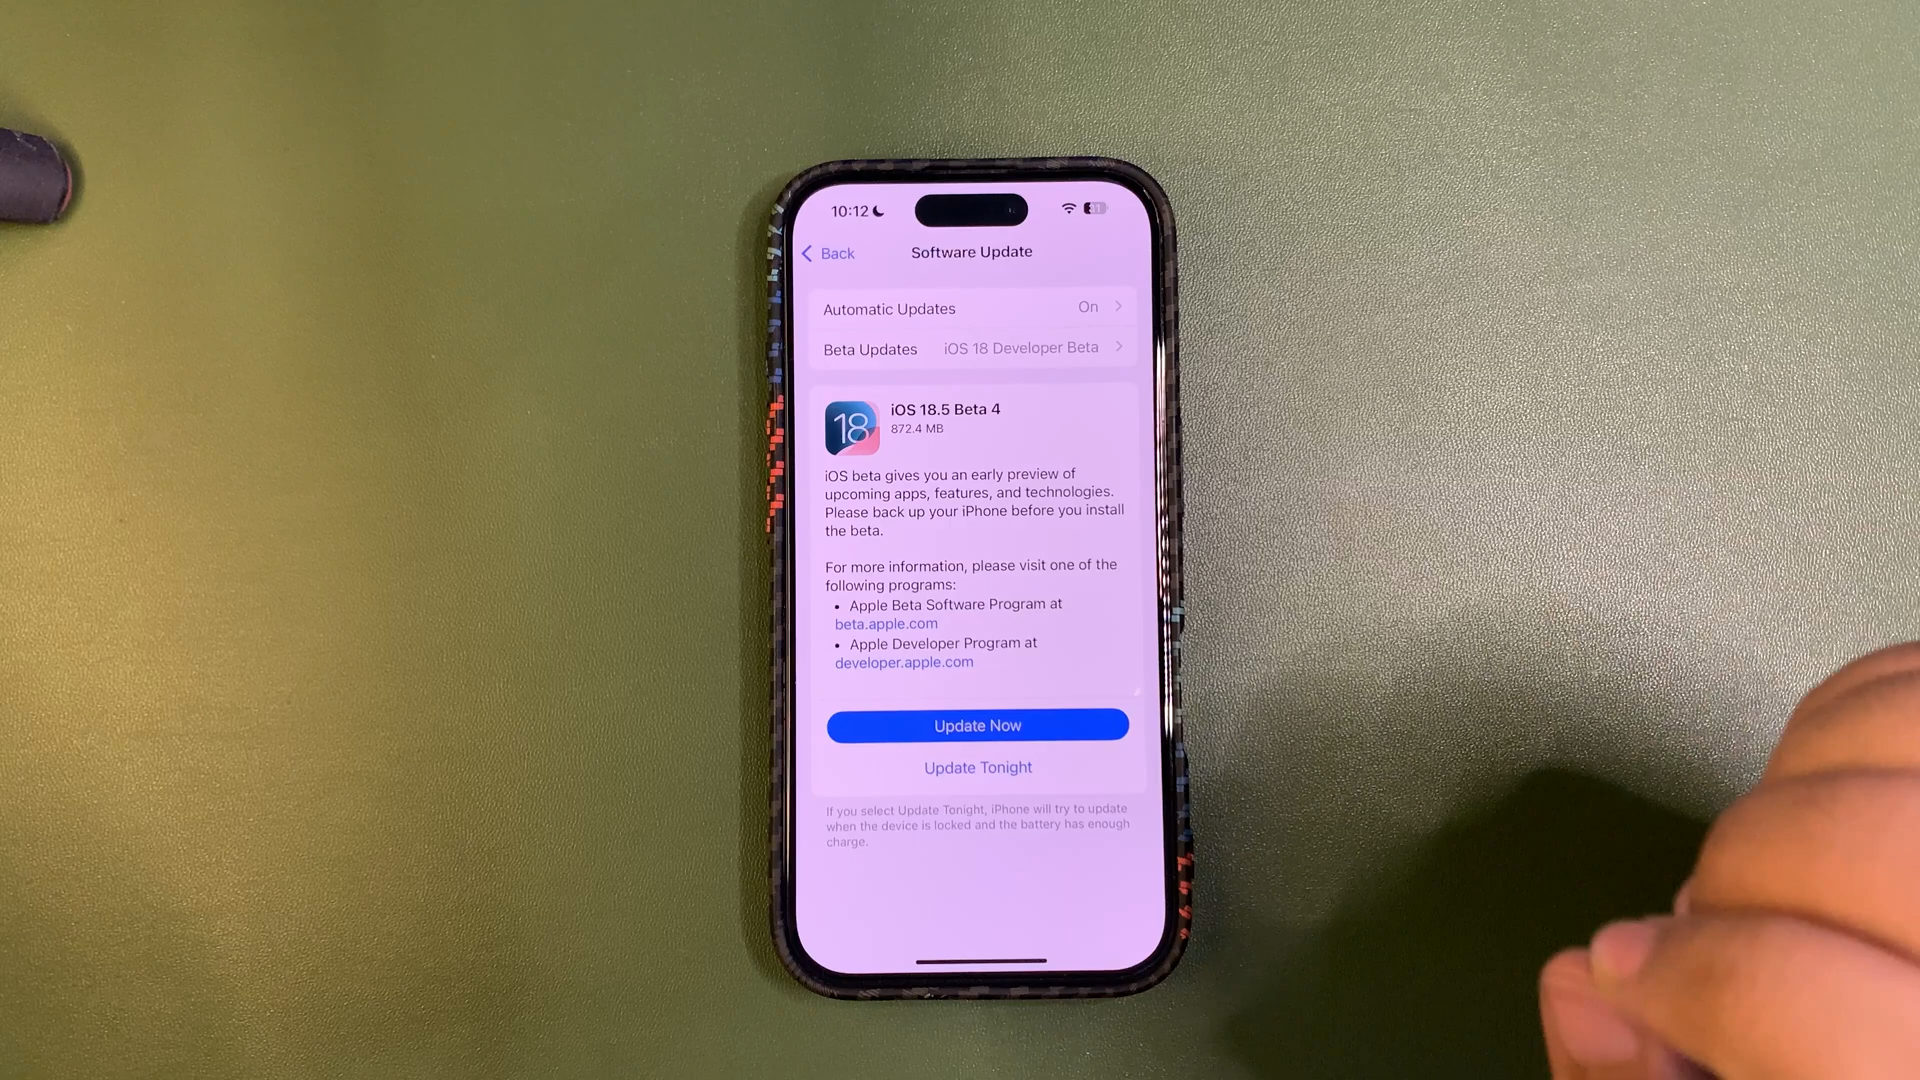 10:12
31
Back Software Update
Automatic Updates On
Beta Updates iOS 18 Developer Beta
18
iOS 18.5 Beta 4
872.4 MB
iOS beta gives you an early preview of
upcoming apps, features, and technologies.
Please back up your iPhone before you install
the beta.
For more information, please visit one of the
following programs:
• Apple Beta Software Program at
beta.apple.com
• Apple Developer Program at
developer.apple.com
Update Now
Update Tonight
If you select Update Tonight, iPhone will try to update
when the device is locked and the battery has enough
charge.